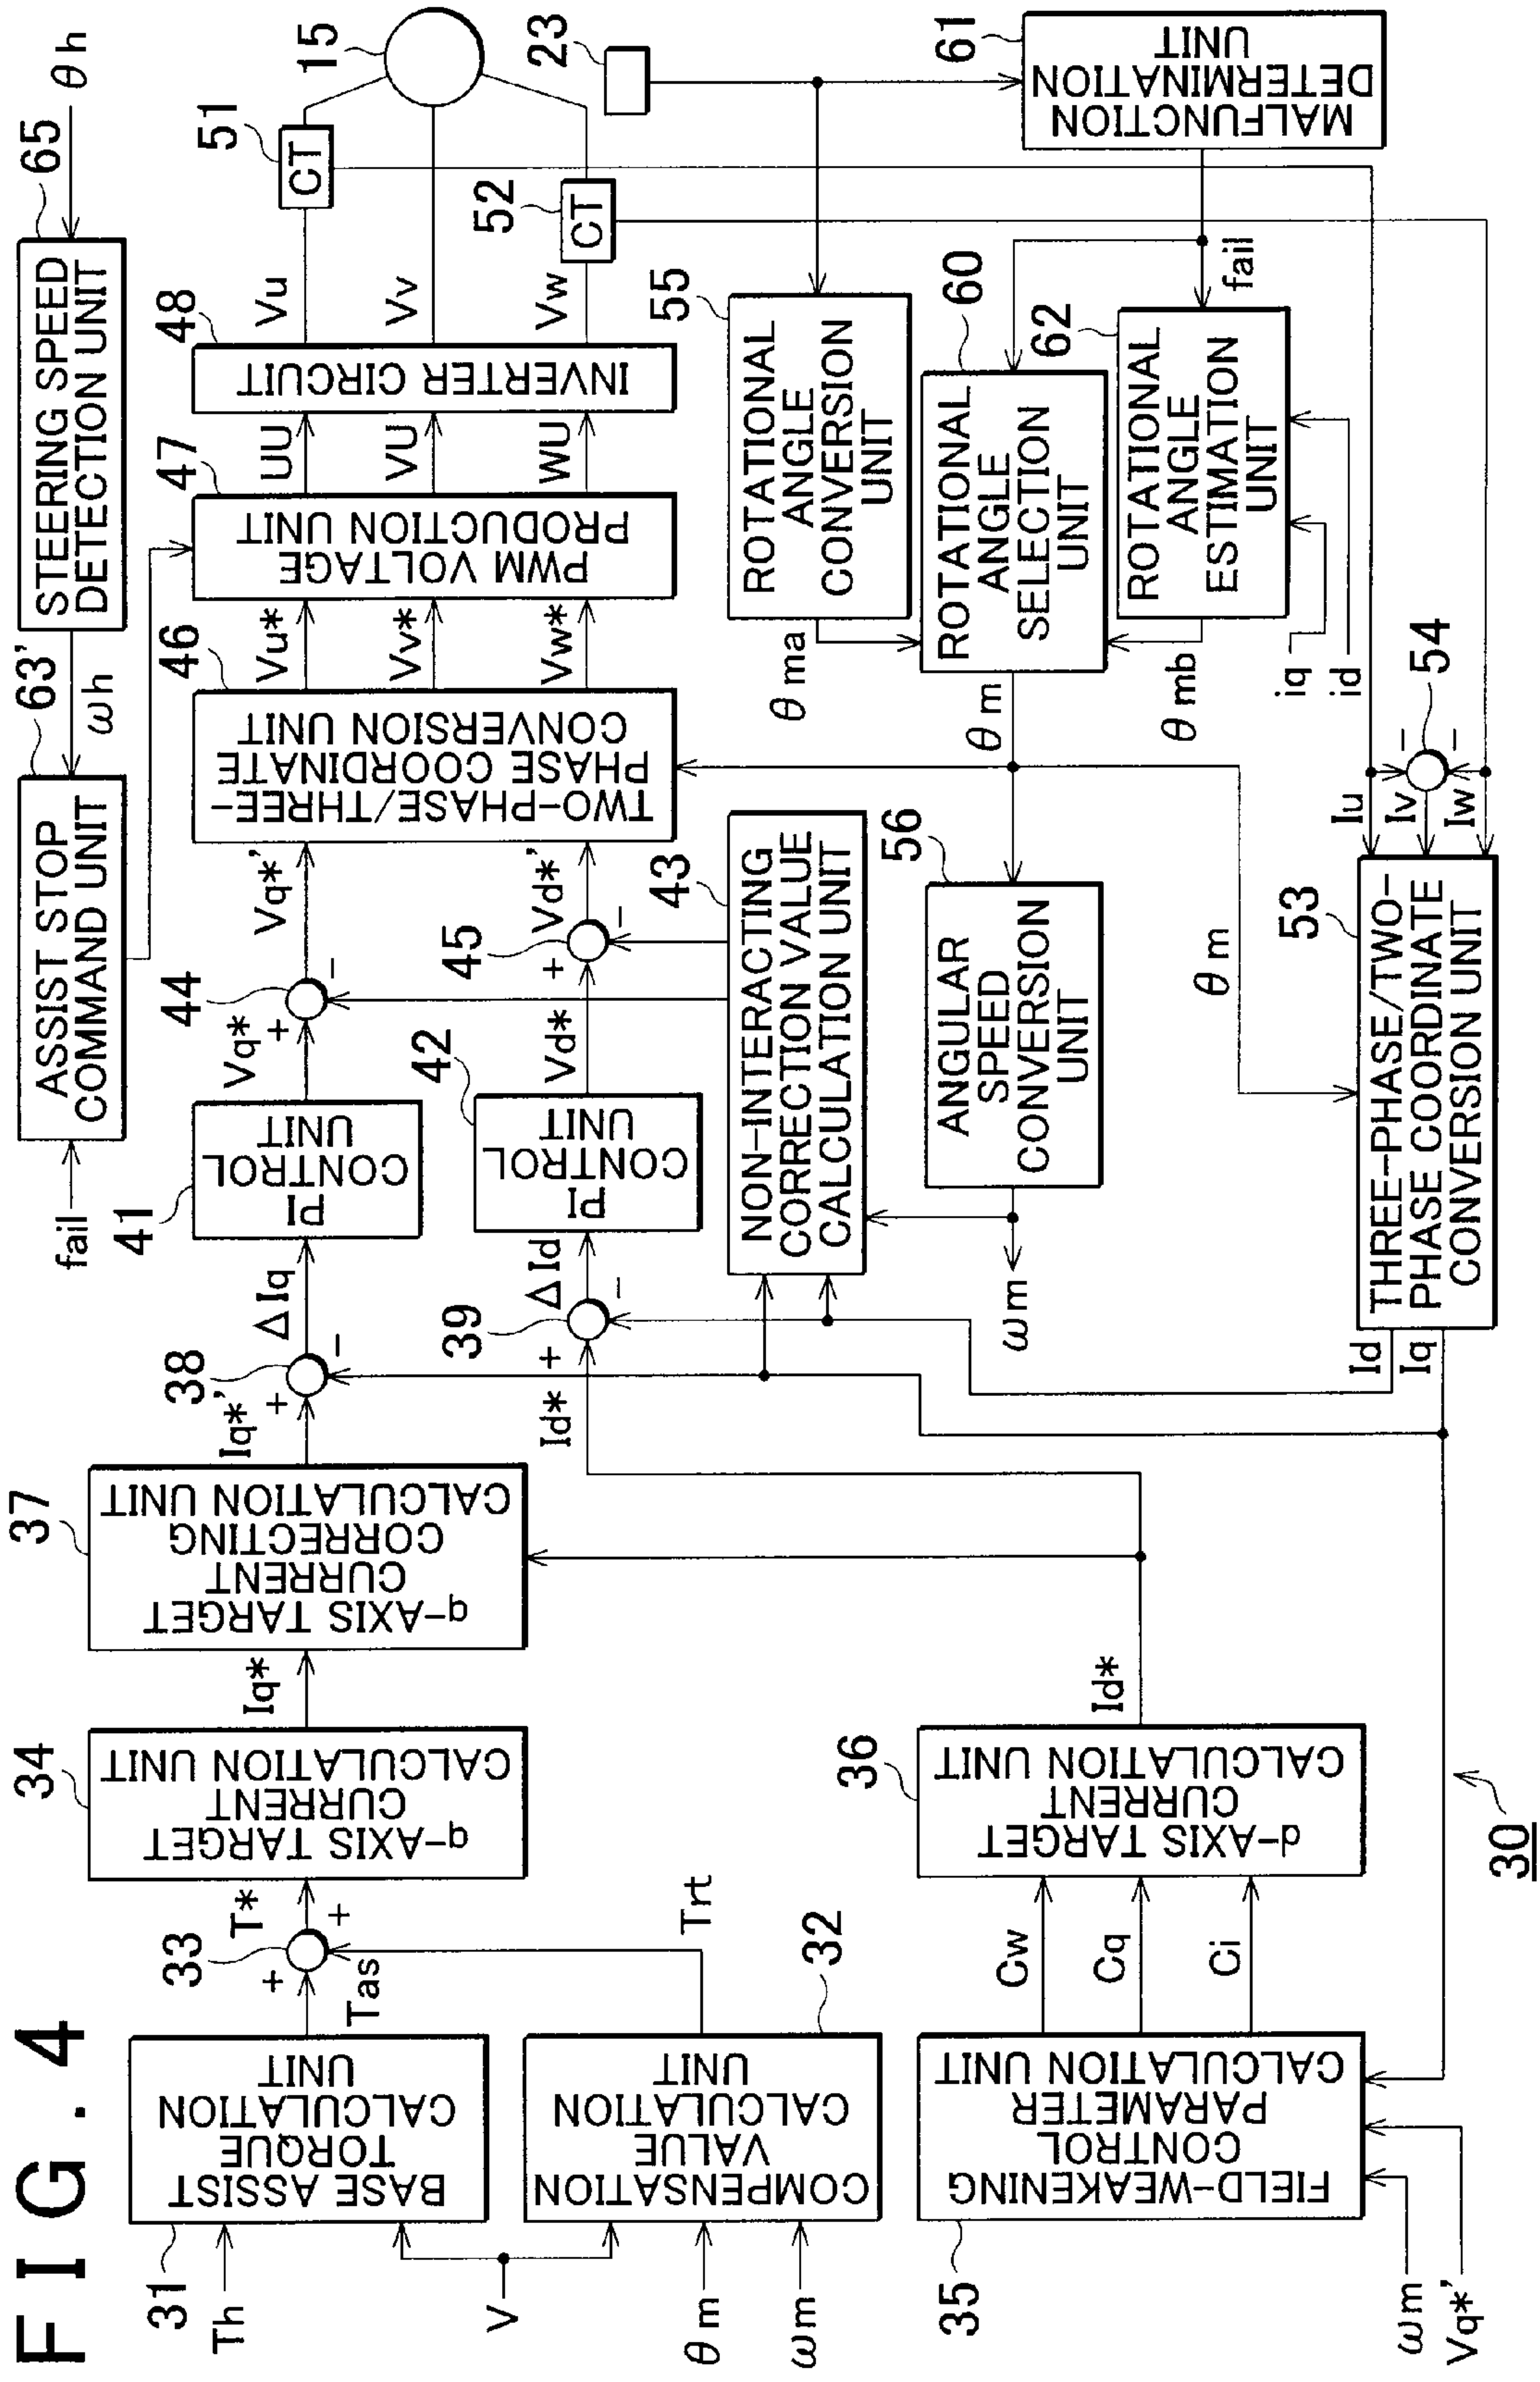 FIG. 4
fail
ASSIST STOP
COMMAND UNIT
63'
ωh
STEERING SPEED
DETECTION UNIT
65
θh
31
Th
V
BASE ASSIST
TORQUE
CALCULATION
UNIT
Tas
+
33
+
T*
34
q-AXIS TARGET
CURRENT
CALCULATION UNIT
Iq*
37
q-AXIS TARGET
CURRENT
CORRECTING
CALCULATION UNIT
Iq*'
+
38
-
ΔIq
41
PI
CONTROL
UNIT
Vq*
+
44
-
Vq*'
46
TWO-PHASE/THREE-
PHASE COORDINATE
CONVERSION UNIT
Vu*
Vv*
Vw*
47
PWM VOLTAGE
PRODUCTION UNIT
UU
VU
WU
48
INVERTER CIRCUIT
Vu
Vv
Vw
51
CT
52
CT
15
23
θm
ωm
COMPENSATION
VALUE
CALCULATION
UNIT
32
Trt
Id*
+
39
-
ΔId
42
PI
CONTROL
UNIT
Vd*
+
45
-
Vd*'
43
NON-INTERACTING
CORRECTION VALUE
CALCULATION UNIT
θma
ROTATIONAL
ANGLE
CONVERSION
UNIT
55
ωm
ANGULAR
SPEED
CONVERSION
UNIT
56
θm
ROTATIONAL
ANGLE
SELECTION
UNIT
60
θmb
ROTATIONAL
ANGLE
ESTIMATION
UNIT
62
fail
iq
id
61
MALFUNCTION
DETERMINATION
UNIT
35
ωm
Vq*'
FIELD-WEAKENING
CONTROL
PARAMETER
CALCULATION UNIT
Cw
Cq
Ci
36
d-AXIS TARGET
CURRENT
CALCULATION UNIT
Id*
θm
Id
Iq
53
THREE-PHASE/TWO-
PHASE COORDINATE
CONVERSION UNIT
Iu
Iv
Iw
-
-
54
30